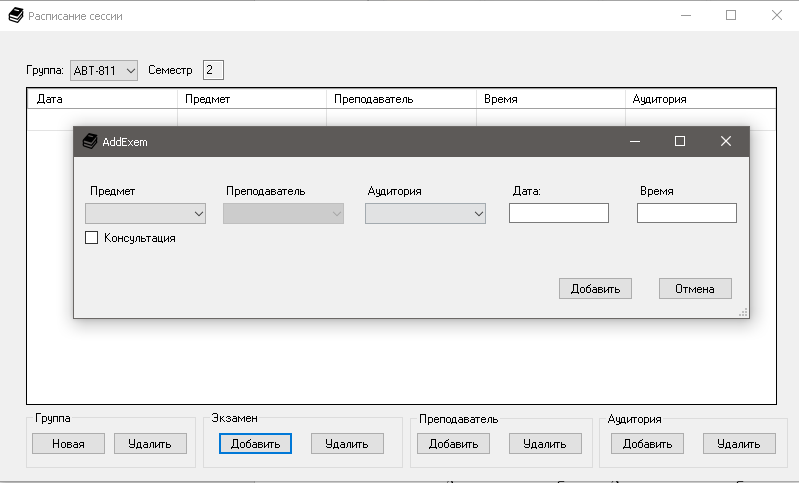 Расписание сессии
Группа: АВТ-811 Семестр 2
Дата Предмет Преподаватель Время Аудитория
AddExem
Предмет Преподаватель Аудитория Дата: Время
Консультация
Добавить Отмена
Группа Экзамен Преподаватель Аудитория
Новая Удалить Добавить Удалить Добавить Удалить Добавить Удалить